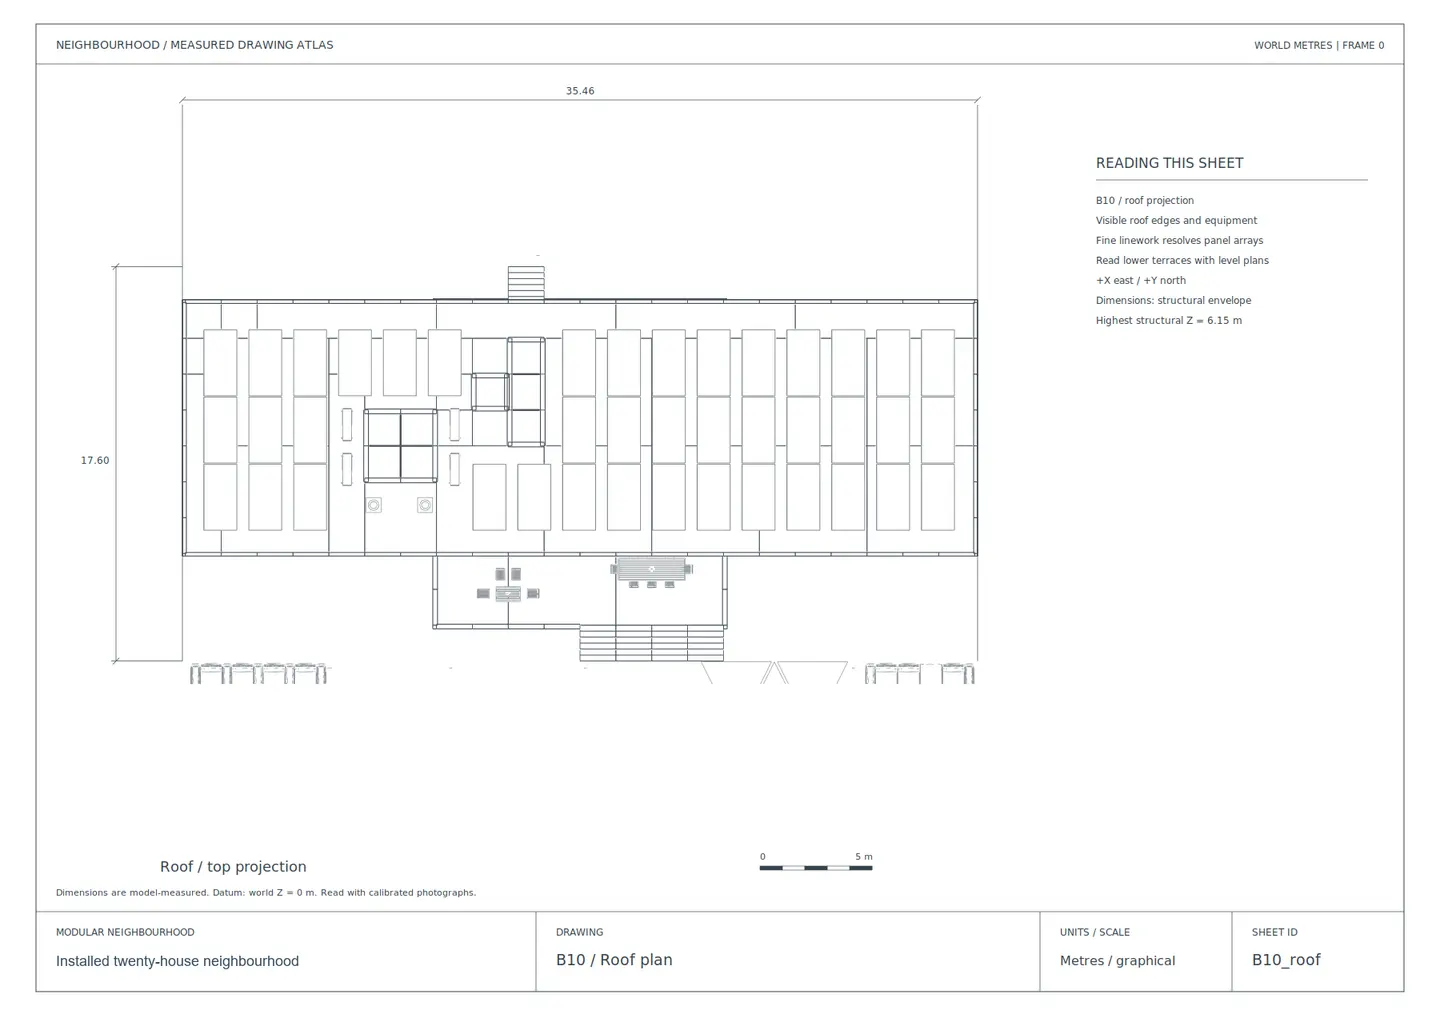 NEIGHBOURHOOD / MEASURED DRAWING ATLAS
WORLD METRES | FRAME 0
35.46
READING THIS SHEET
B10 / roof projection
Visible roof edges and equipment
Fine linework resolves panel arrays
Read lower terraces with level plans
+X east / +Y north
Dimensions: structural envelope
Highest structural Z = 6.15 m
17.60
0
5 m
Roof / top projection
Dimensions are model-measured. Datum: world Z = 0 m. Read with calibrated photographs.
MODULAR NEIGHBOURHOOD
Installed twenty-house neighbourhood
DRAWING
B10 / Roof plan
UNITS / SCALE
Metres / graphical
SHEET ID
B10_roof